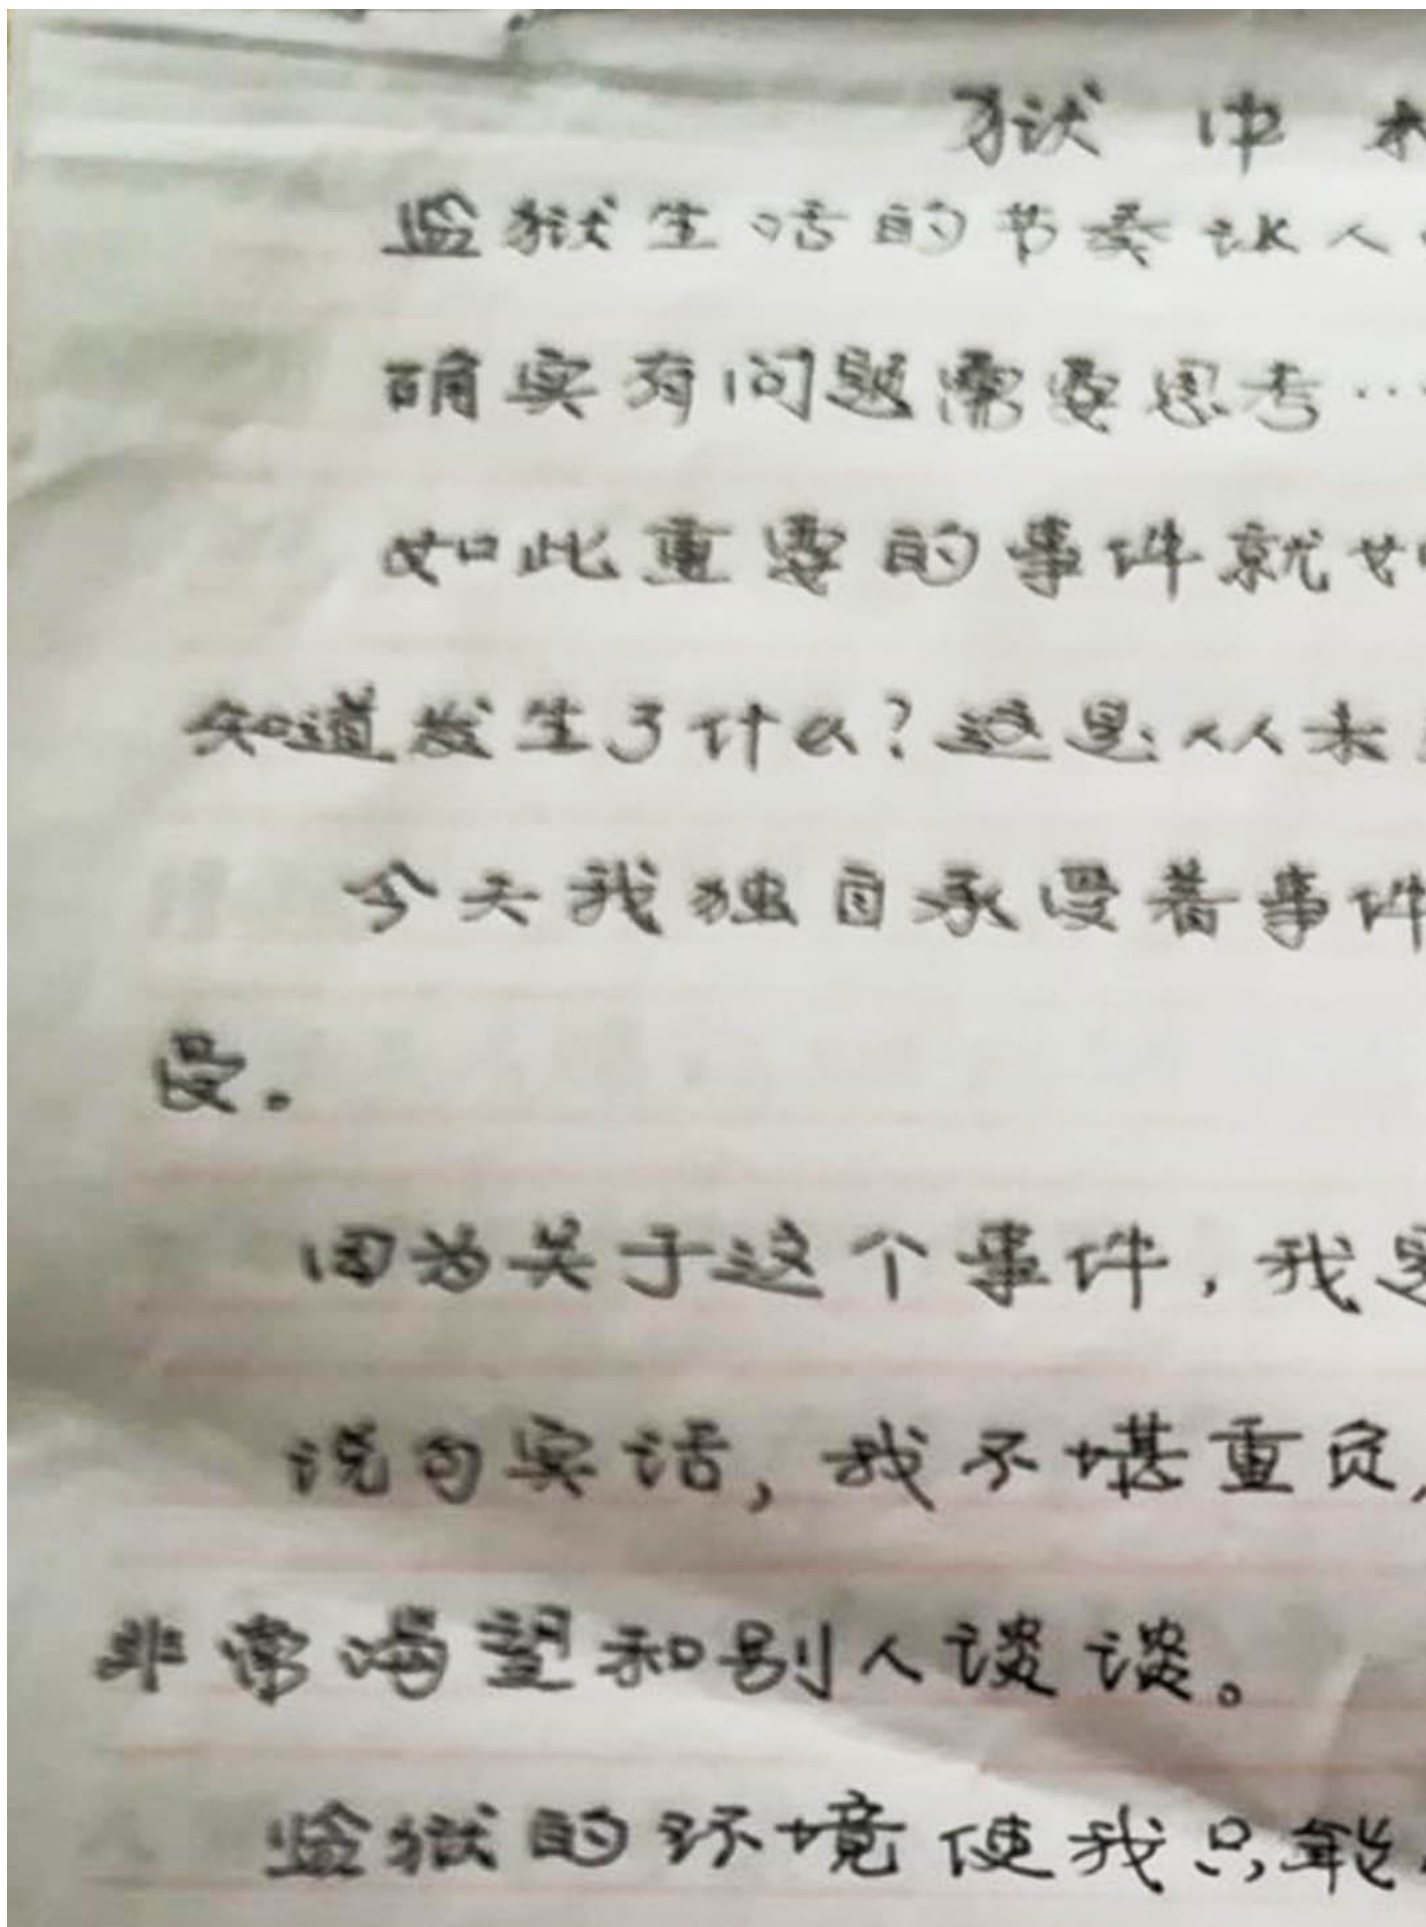 狱中
监狱生活的节奏让人
确实有问题需要思考…
如此重要的事件就如
知道发生了什么?这是从未
今天我独自承受着事件
受。
因为关于这个事件,我
说句实话,我不堪重负,
非常渴望和别人谈谈。
监狱的环境使我只能